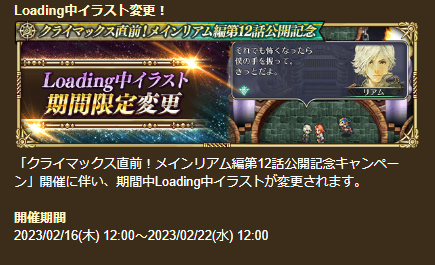 Loading中イラスト変更！
クライマックス直前！メインリアム編第12話公開記念
Loading中イラスト
期間限定変更
それでも怖くなったら
僕の手を握って。
きっとだよ。
リアム
「クライマックス直前！メインリアム編第12話公開記念キャンペー
ン」開催に伴い、期間中Loading中イラストが変更されます。
開催期間
2023/02/16(木) 12:00～2023/02/22(水) 12:00